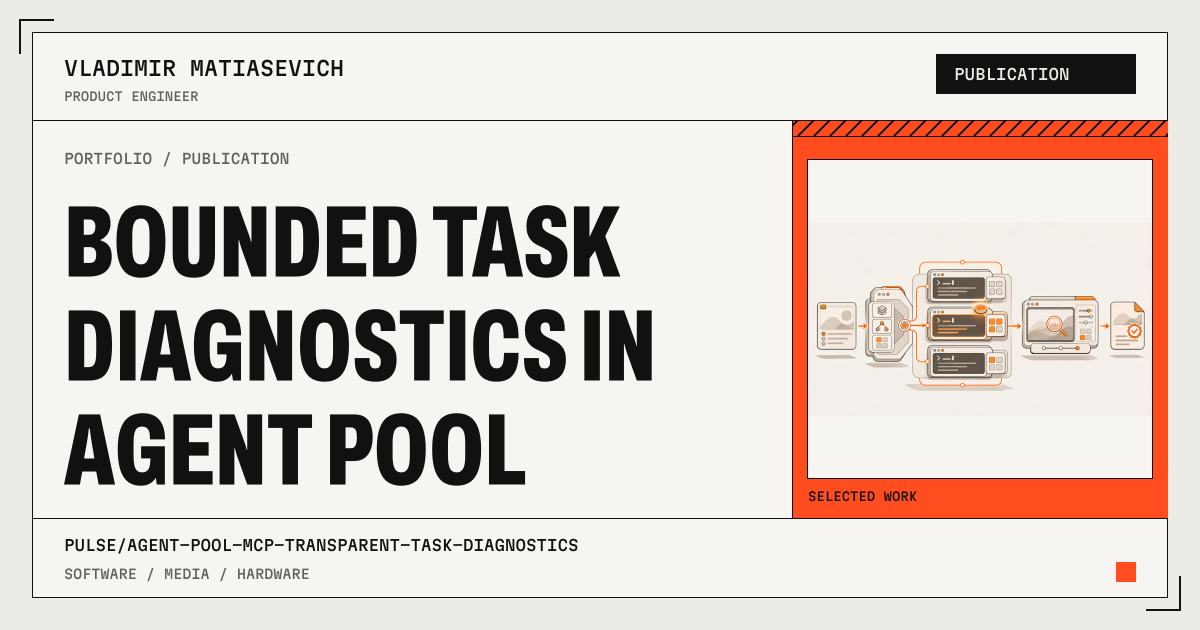 VLADIMIR MATIASEVICH
PRODUCT ENGINEER
PUBLICATION
PORTFOLIO / PUBLICATION
BOUNDED TASK
DIAGNOSTICS IN
AGENT POOL
SELECTED WORK
PULSE/AGENT-POOL-MCP-TRANSPARENT-TASK-DIAGNOSTICS
SOFTWARE / MEDIA / HARDWARE